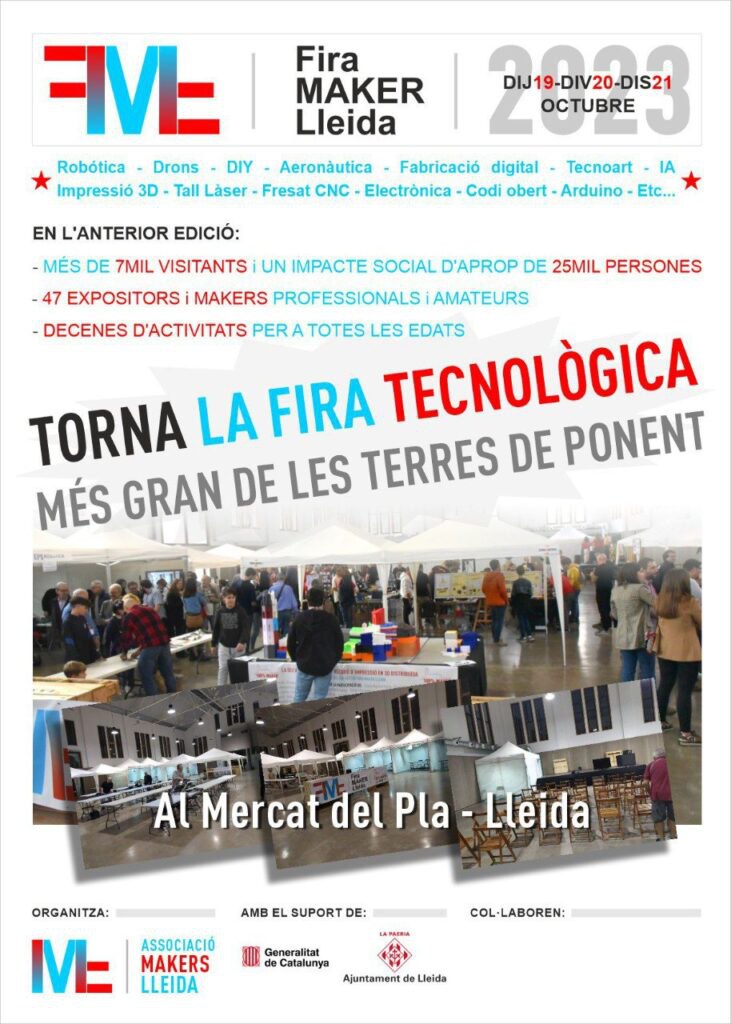 FME
Fira
MAKER
Lleida
2023
DIJ19-DIV20-DIS21
OCTUBRE
Robótica - Drons - DIY - Aeronàutica - Fabricació digital - Tecnoart - IA
Impressió 3D - Tall Làser - Fresat CNC - Electrònica - Codi obert - Arduino - Etc...
EN L'ANTERIOR EDICIÓ:
- MÉS DE 7MIL VISITANTS i UN IMPACTE SOCIAL D'APROP DE 25MIL PERSONES
- 47 EXPOSITORS i MAKERS PROFESSIONALS i AMATEURS
- DECENES D'ACTIVITATS PER A TOTES LES EDATS
TORNA LA FIRA TECNOLÒGICA
MÉS GRAN DE LES TERRES DE PONENT
Fira
MAKER
Lleida
Al Mercat del Pla - Lleida
ORGANITZA:
AMB EL SUPORT DE:
COL·LABOREN:
ASSOCIACIÓ
MAKERS
LLEIDA
Generalitat
de Catalunya
LA PAERIA
Ajuntament de Lleida